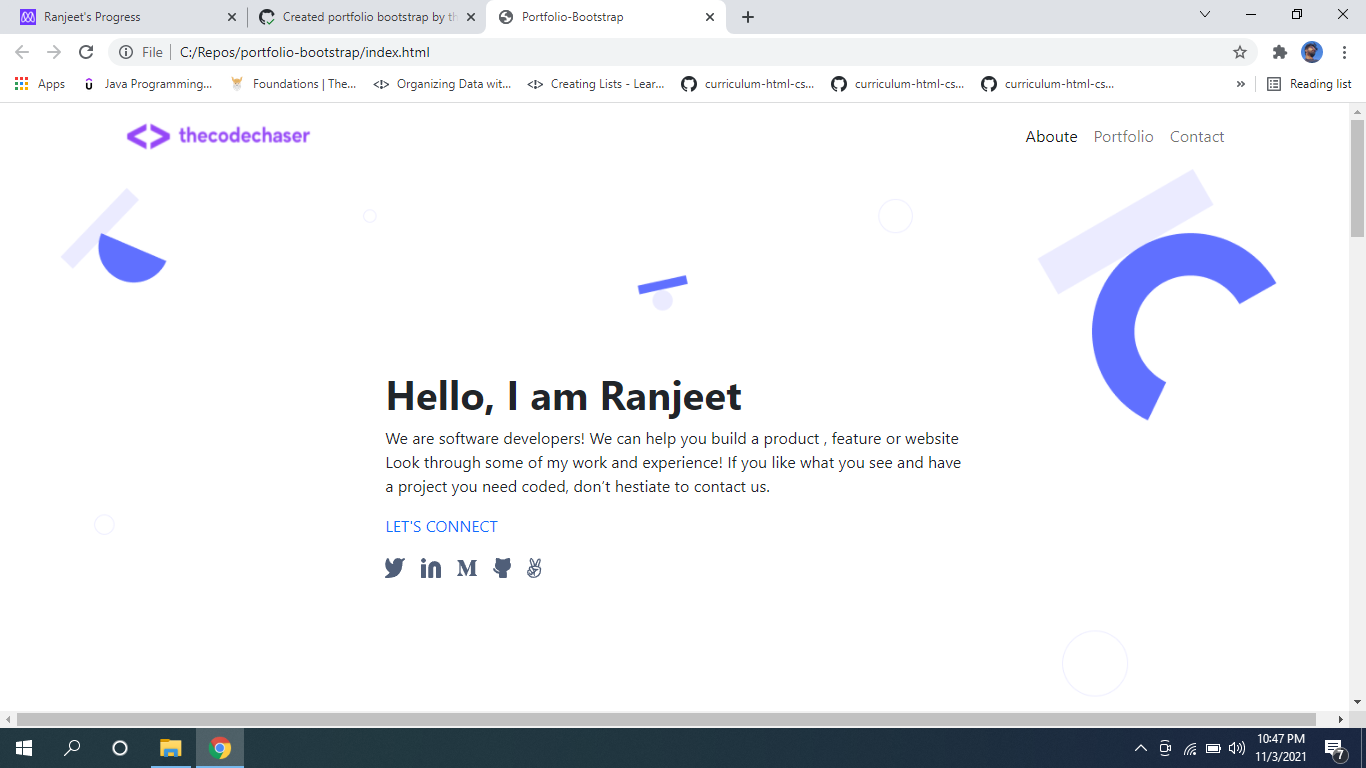 Ranjeet's Progress
Created portfolio bootstrap by th
Portfolio-Bootstrap
File
C:/Repos/portfolio-bootstrap/index.html
Apps
Java Programming...
Foundations | The...
Organizing Data wit...
Creating Lists - Lear...
curriculum-html-cs...
curriculum-html-cs...
curriculum-html-cs...
»
Reading list
<> thecodechaser
Aboute Portfolio Contact
Hello, I am Ranjeet
We are software developers! We can help you build a product , feature or website
Look through some of my work and experience! If you like what you see and have
a project you need coded, don't hestiate to contact us.
LET'S CONNECT
10:47 PM
11/3/2021
7